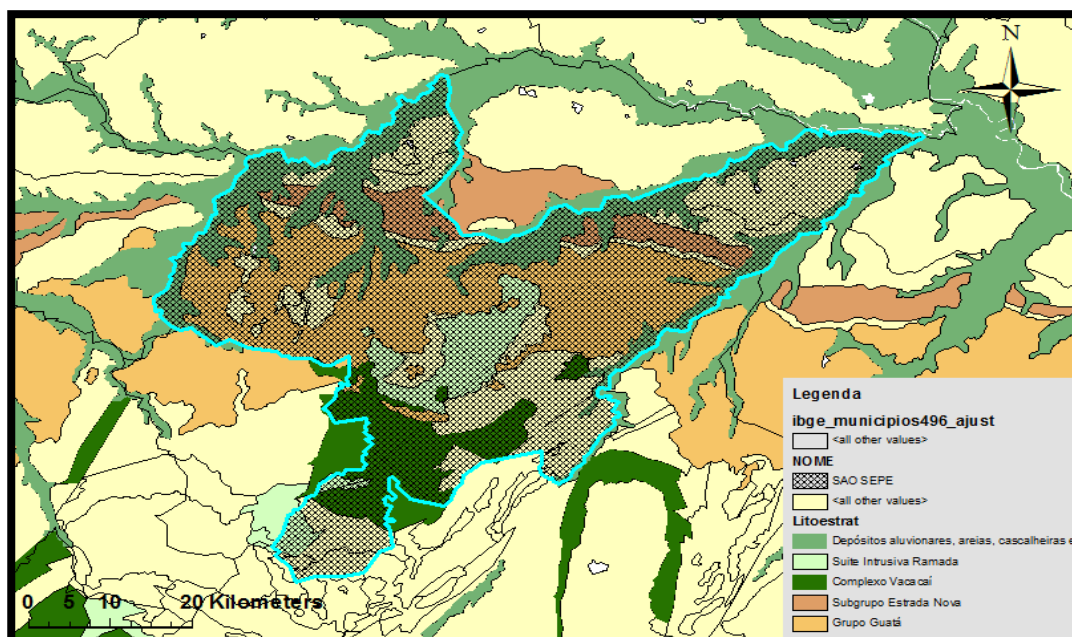 N
Legenda
ibge_municipios496_ajust
<all other values>
NOME
SAO SEPE
<all other values>
Litoestrat
Depósitos aluvionares, areias, cascalheiras e
Suite Intrusiva Ramada
Complexo Vacacaí
Subgrupo Estrada Nova
Grupo Guatá
0 5 10 20 Kilometers